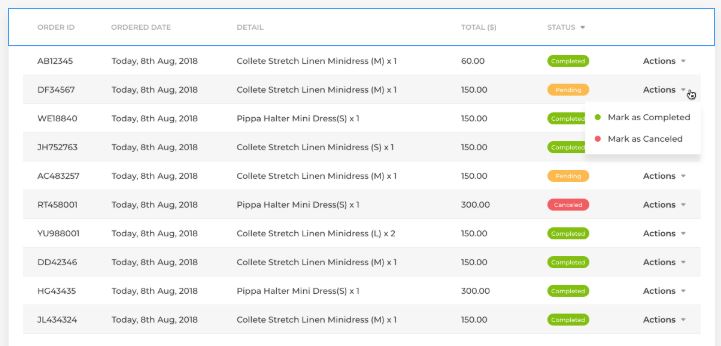 ORDER ID ORDERED DATE DETAIL TOTAL ($) STATUS
AB12345 Today, 8th Aug, 2018 Collete Stretch Linen Minidress (M) x 1 60.00 Completed Actions
DF34567 Today, 8th Aug, 2018 Collete Stretch Linen Minidress (M) x 1 150.00 Pending Actions
WE18840 Today, 8th Aug, 2018 Pippa Halter Mini Dress(S) x 1 150.00 Completed Mark as Completed
JH752763 Today, 8th Aug, 2018 Collete Stretch Linen Minidress (S) x 1 150.00 Completed Mark as Canceled
AC483257 Today, 8th Aug, 2018 Collete Stretch Linen Minidress (M) x 1 150.00 Pending Actions
RT458001 Today, 8th Aug, 2018 Pippa Halter Mini Dress(S) x 1 300.00 Canceled Actions
YU988001 Today, 8th Aug, 2018 Collete Stretch Linen Minidress (L) x 2 150.00 Completed Actions
DD42346 Today, 8th Aug, 2018 Collete Stretch Linen Minidress (M) x 1 150.00 Completed Actions
HG43435 Today, 8th Aug, 2018 Pippa Halter Mini Dress(S) x 1 300.00 Completed Actions
JL434324 Today, 8th Aug, 2018 Collete Stretch Linen Minidress (M) x 1 150.00 Completed Actions